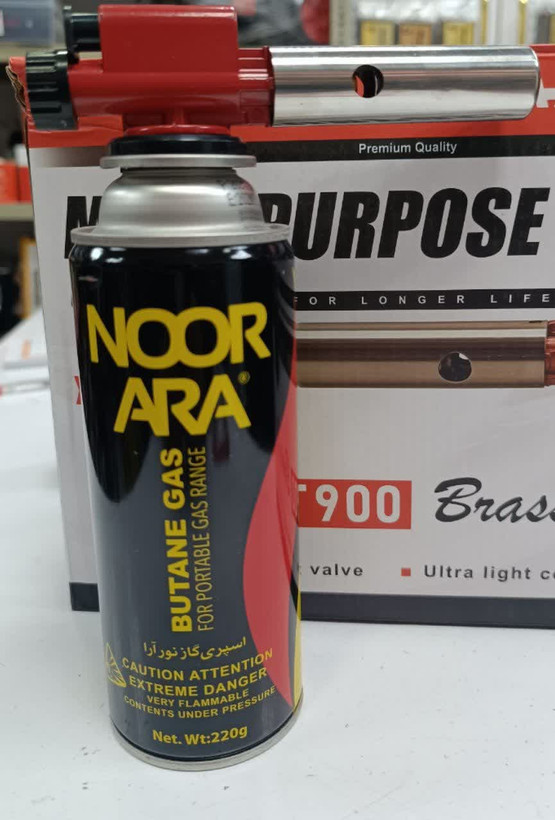 Premium Quality
PURPOSE
FOR LONGER LIFE
NOOR
ARA®
BUTANE GAS
FOR PORTABLE GAS RANGE
T900
Brass
valve
Ultra light
اسپری گاز نور آرا
CAUTION ATTENTION
EXTREME DANGER
VERY FLAMMABLE
CONTENTS UNDER PRESSURE
Net. Wt:220g